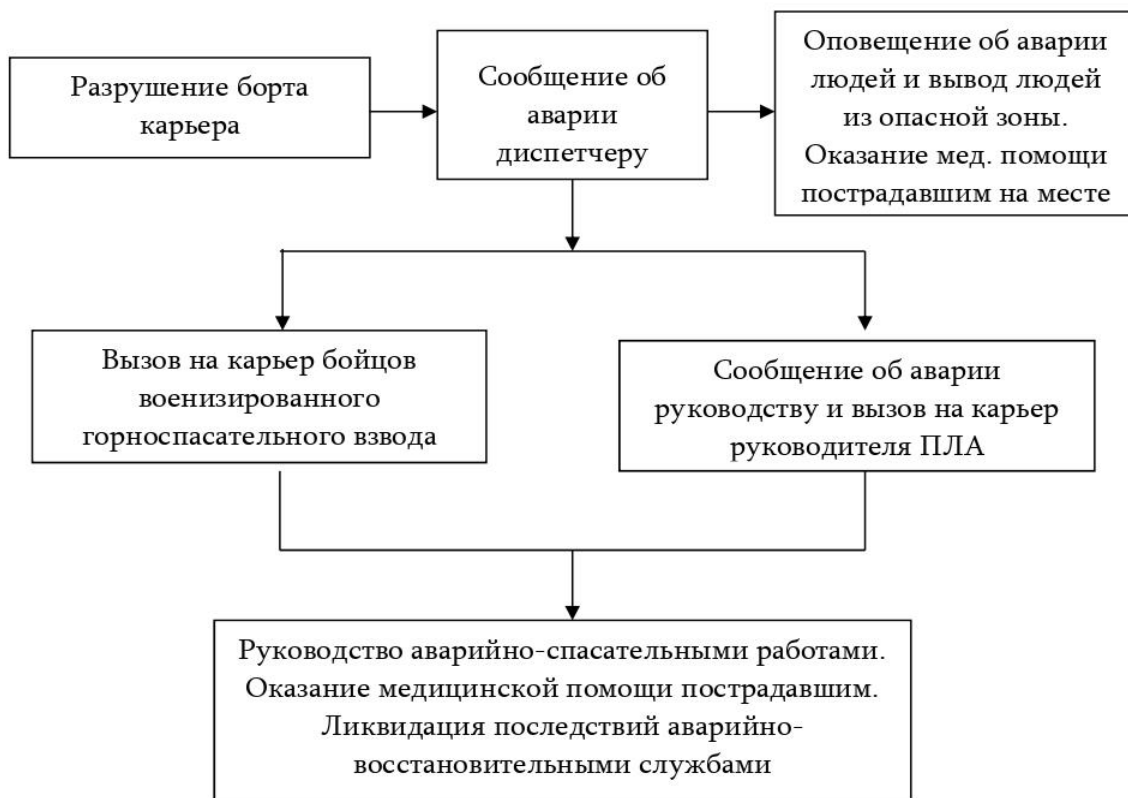 Разрушение борта
карьера
Сообщение об
аварии
диспетчеру
Оповещение об аварии
людей и вывод людей
из опасной зоны.
Оказание мед. помощи
пострадавшим на месте
Вызов на карьер бойцов
военизированного
горноспасательного взвода
Сообщение об аварии
руководству и вызов на карьер
руководителя ПЛА
Руководство аварийно-спасательными работами.
Оказание медицинской помощи пострадавшим.
Ликвидация последствий аварийно-
восстановительными службами